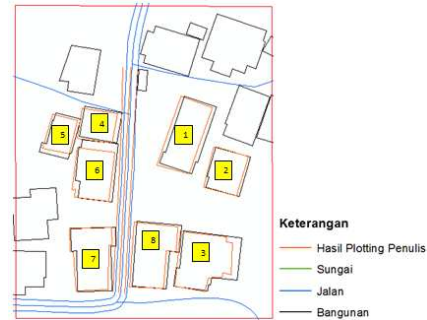 4
5
1
6
2
8
3
7
Keterangan
Hasil Plotting Penulis
Sungai
Jalan
Bangunan